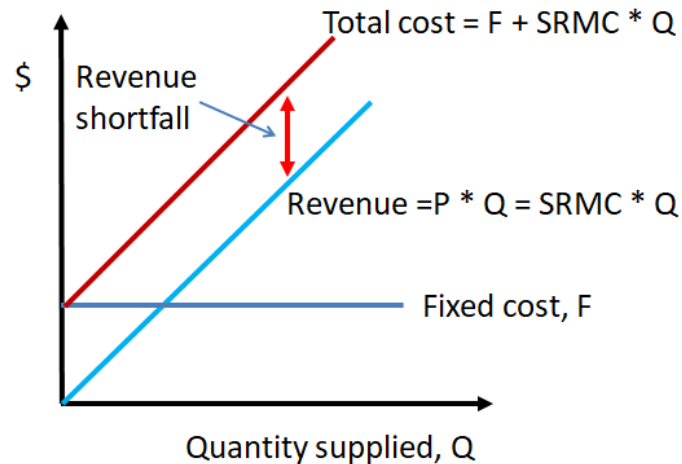 Total cost = F + SRMC * Q
$
Revenue
shortfall
Revenue =P * Q = SRMC * Q
Fixed cost, F
Quantity supplied, Q